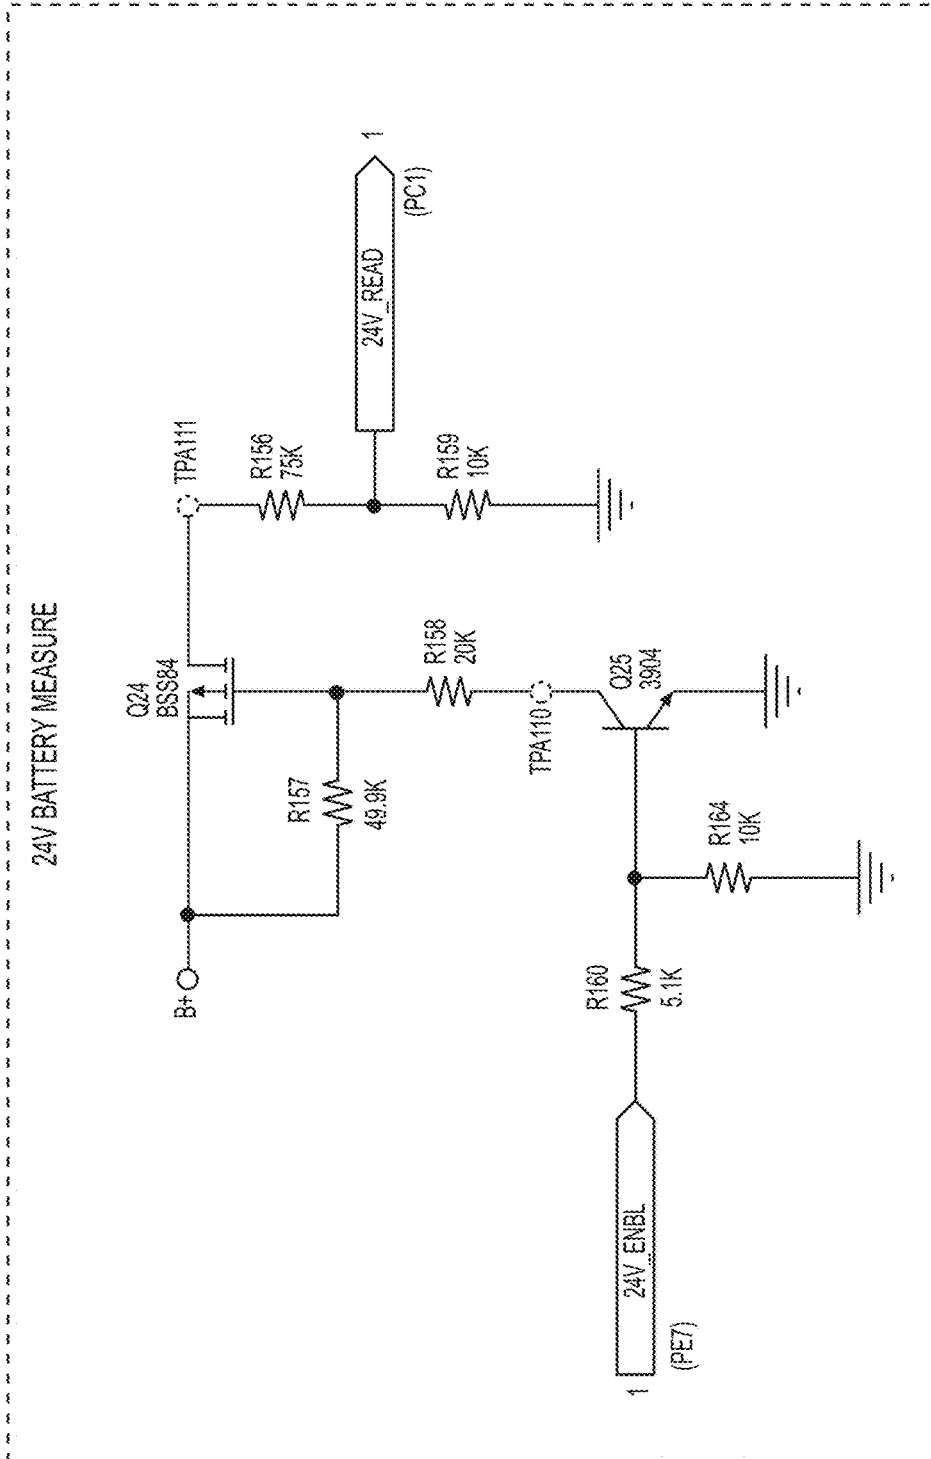 24V BATTERY MEASURE
B+
Q24
BSS84
TPA111
R156
75K
24V_READ
1
(PC1)
R159
10K
R157
49.9K
R158
20K
TPA110
Q25
3904
R160
5.1K
R164
10K
1
24V_ENBL
(PE7)